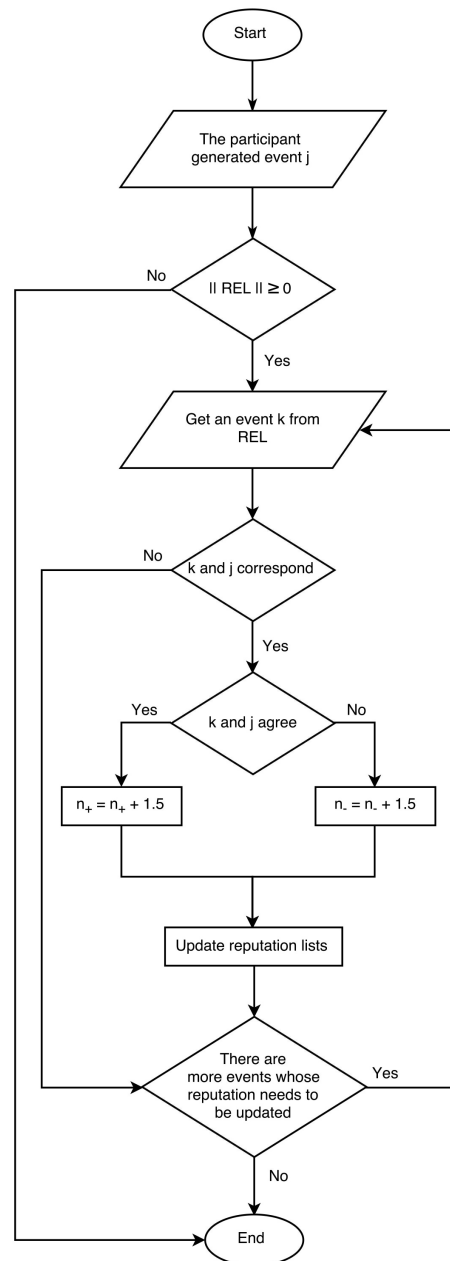 Start
The participant
generated event j
No
|| REL || ≥ 0
Yes
Get an event k from
REL
No
k and j correspond
Yes
Yes
k and j agree
No
n₊ = n₊ + 1.5
n₋ = n₋ + 1.5
Update reputation lists
There are
more events whose
reputation needs to
be updated
Yes
No
End